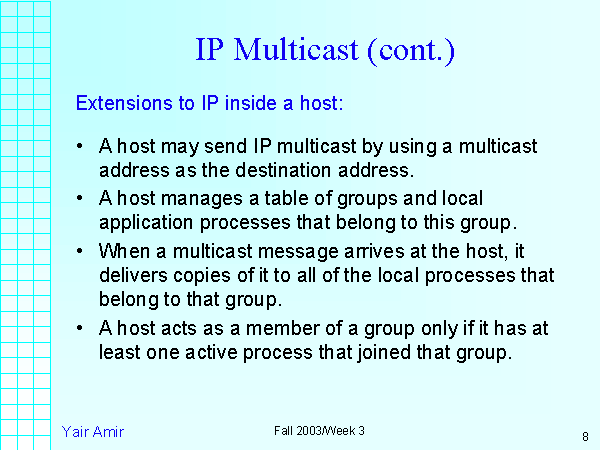 IP Multicast (cont.)
Extensions to IP inside a host:
• A host may send IP multicast by using a multicast
address as the destination address.
• A host manages a table of groups and local
application processes that belong to this group.
• When a multicast message arrives at the host, it
delivers copies of it to all of the local processes that
belong to that group.
• A host acts as a member of a group only if it has at
least one active process that joined that group.
Yair Amir
Fall 2003/Week 3
8